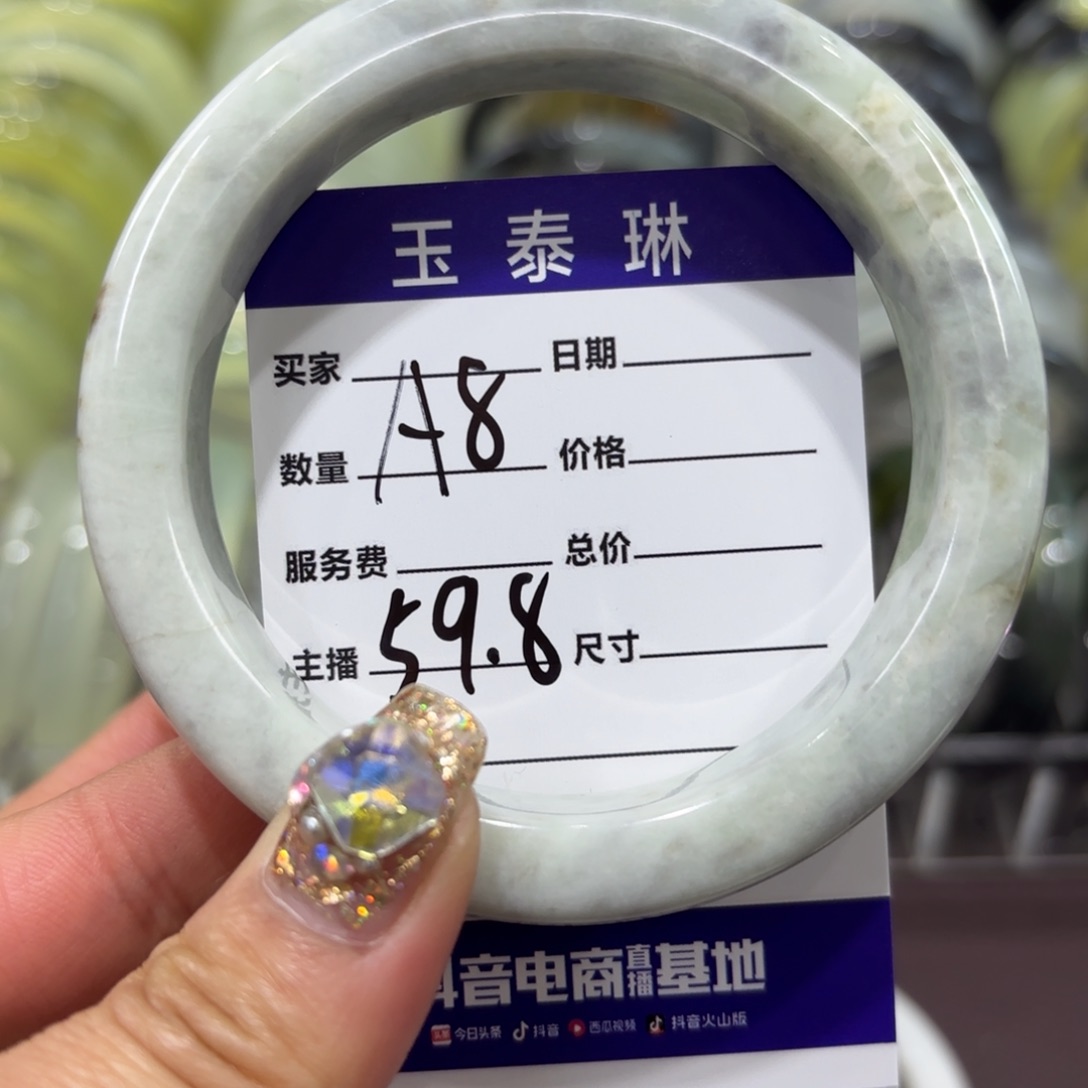 玉泰琳
买家 日期
A8
数量 价格
服务费 总价
59.8
主播 尺寸
抖音电商直播基地
今日头条 抖音 西瓜视频 抖音火山版